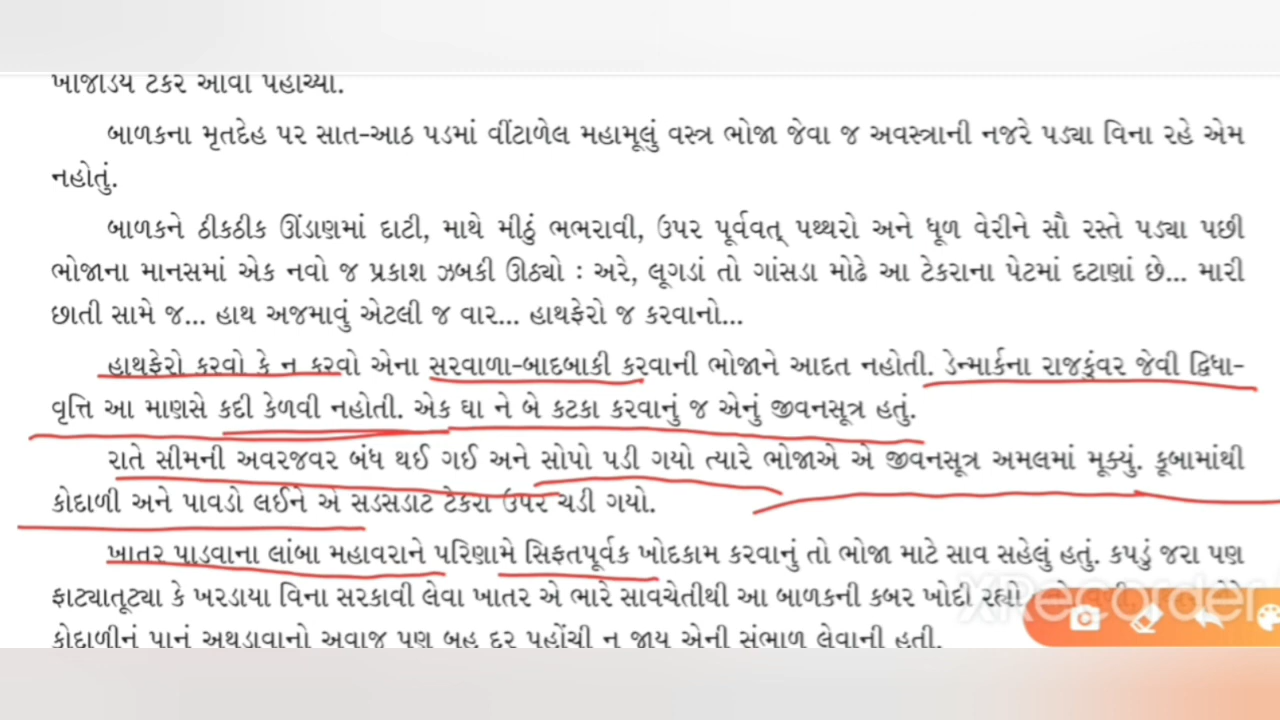 ખીજડિયે ટેકરે આવી પહોંચ્યા.
બાળકના મૃતદેહ પર સાત-આઠ પડમાં વીંટાળેલ મહામૂલું વસ્ત્ર ભોજા જેવા જ અવસ્ત્રાની નજરે પડ્યા વિના રહે એમ
નહોતું.
બાળકને ઠીકઠીક ઊંડાણમાં દાટી, માથે મીઠું ભભરાવી, ઉપર પૂર્વવત્ પથ્થરો અને ધૂળ વેરીને સૌ રસ્તે પડ્યા પછી
ભોજાના માનસમાં એક નવો જ પ્રકાશ ઝબકી ઊઠ્યો : અરે, લૂગડાં તો ગાંસડા મોઢે આ ટેકરાના પેટમાં દટાણાં છે... મારી
છાતી સામે જ... હાથ અજમાવું એટલી જ વાર... હાથફેરો જ કરવાનો...
હાથફેરો કરવો કે ન કરવો એના સરવાળા-બાદબાકી કરવાની ભોજાને આદત નહોતી. ડેન્માર્કના રાજકુંવર જેવી દ્વિધા-
વૃત્તિ આ માણસે કદી કેળવી નહોતી. એક ઘા ને બે કટકા કરવાનું જ એનું જીવનસૂત્ર હતું.
રાતે સીમની અવરજવર બંધ થઈ ગઈ અને સોપો પડી ગયો ત્યારે ભોજાએ એ જીવનસૂત્ર અમલમાં મૂક્યું. કૂબામાંથી
કોદાળી અને પાવડો લઈને એ સડસડાટ ટેકરા ઉપર ચડી ગયો.
ખાતર પાડવાના લાંબા મહાવરાને પરિણામે સિફતપૂર્વક ખોદકામ કરવાનું તો ભોજા માટે સાવ સહેલું હતું. કપડું જરા પણ
ફાટ્યાતૂટ્યા કે ખરડાયા વિના સરકાવી લેવા ખાતર એ ભારે સાવચેતીથી આ બાળકની કબર ખોદી રહ્યો
કોદાળીનું પાનું અથડાવાનો અવાજ પણ બહુ દૂર પહોંચી ન જાય એની સંભાળ લેવાની હતી.
XRecorder